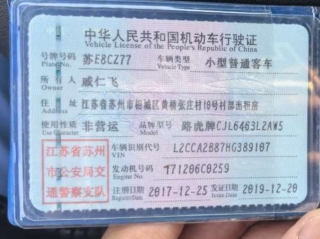 中华人民共和国机动车行驶证
Vehicle License of the People's Republic of China
号牌号码 苏E8CZ77 车辆类型 小型普通客车
Plate No. Vehicle Type
所有人 戚仁飞
Owner
住址 江苏省苏州市相城区黄桥张庄村10号村部出租房
Address
使用性质 非营运 品牌型号 路虎牌CJL6463L2AW5
Use Character Model
江苏省苏州
市公安局交
通警察支队
车辆识别代号 L2CCA2B87HG389107
VIN
发动机号码 171206C0259
Engine No.
注册日期 2017-12-25 发证日期 2019-12-20
Register Date Issue Date